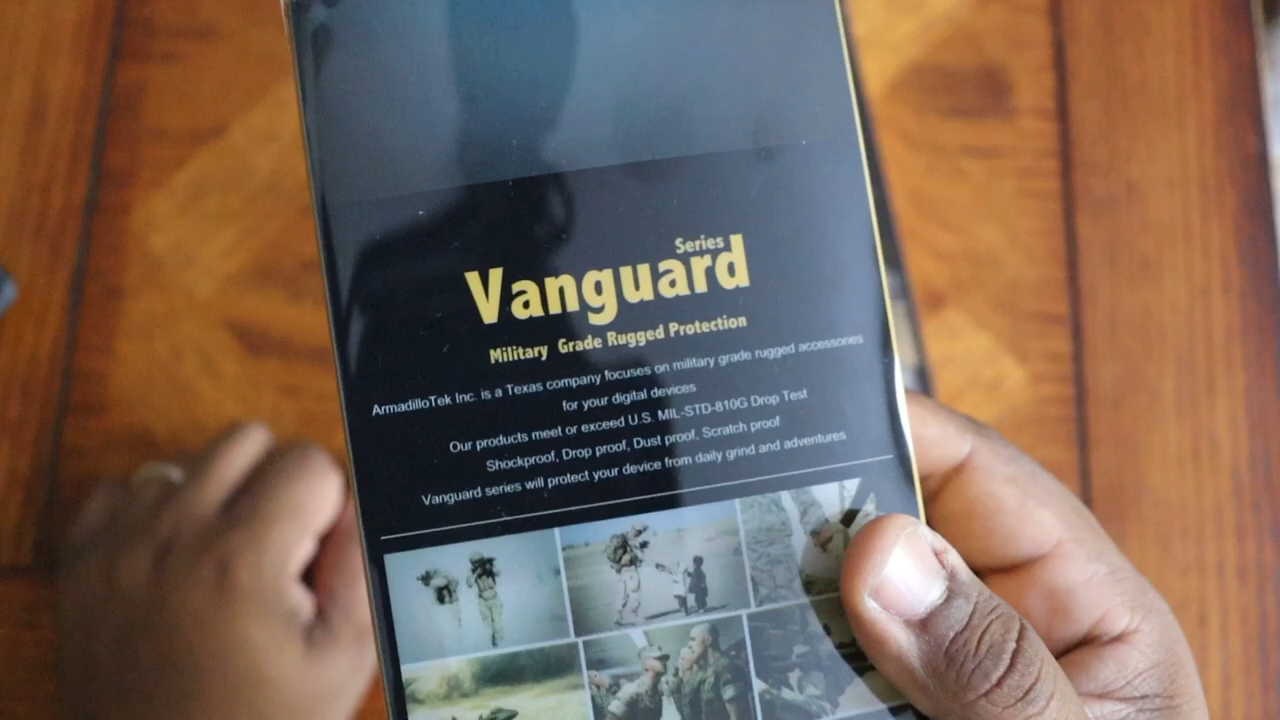 Series
Vanguard
Military Grade Rugged Protection
ArmadilloTek Inc. is a Texas company focuses on military grade rugged accessories
for your digital devices
Our products meet or exceed U.S. MIL-STD-810G Drop Test
Shockproof, Drop proof, Dust proof, Scratch proof
Vanguard series will protect your device from daily grind and adventures